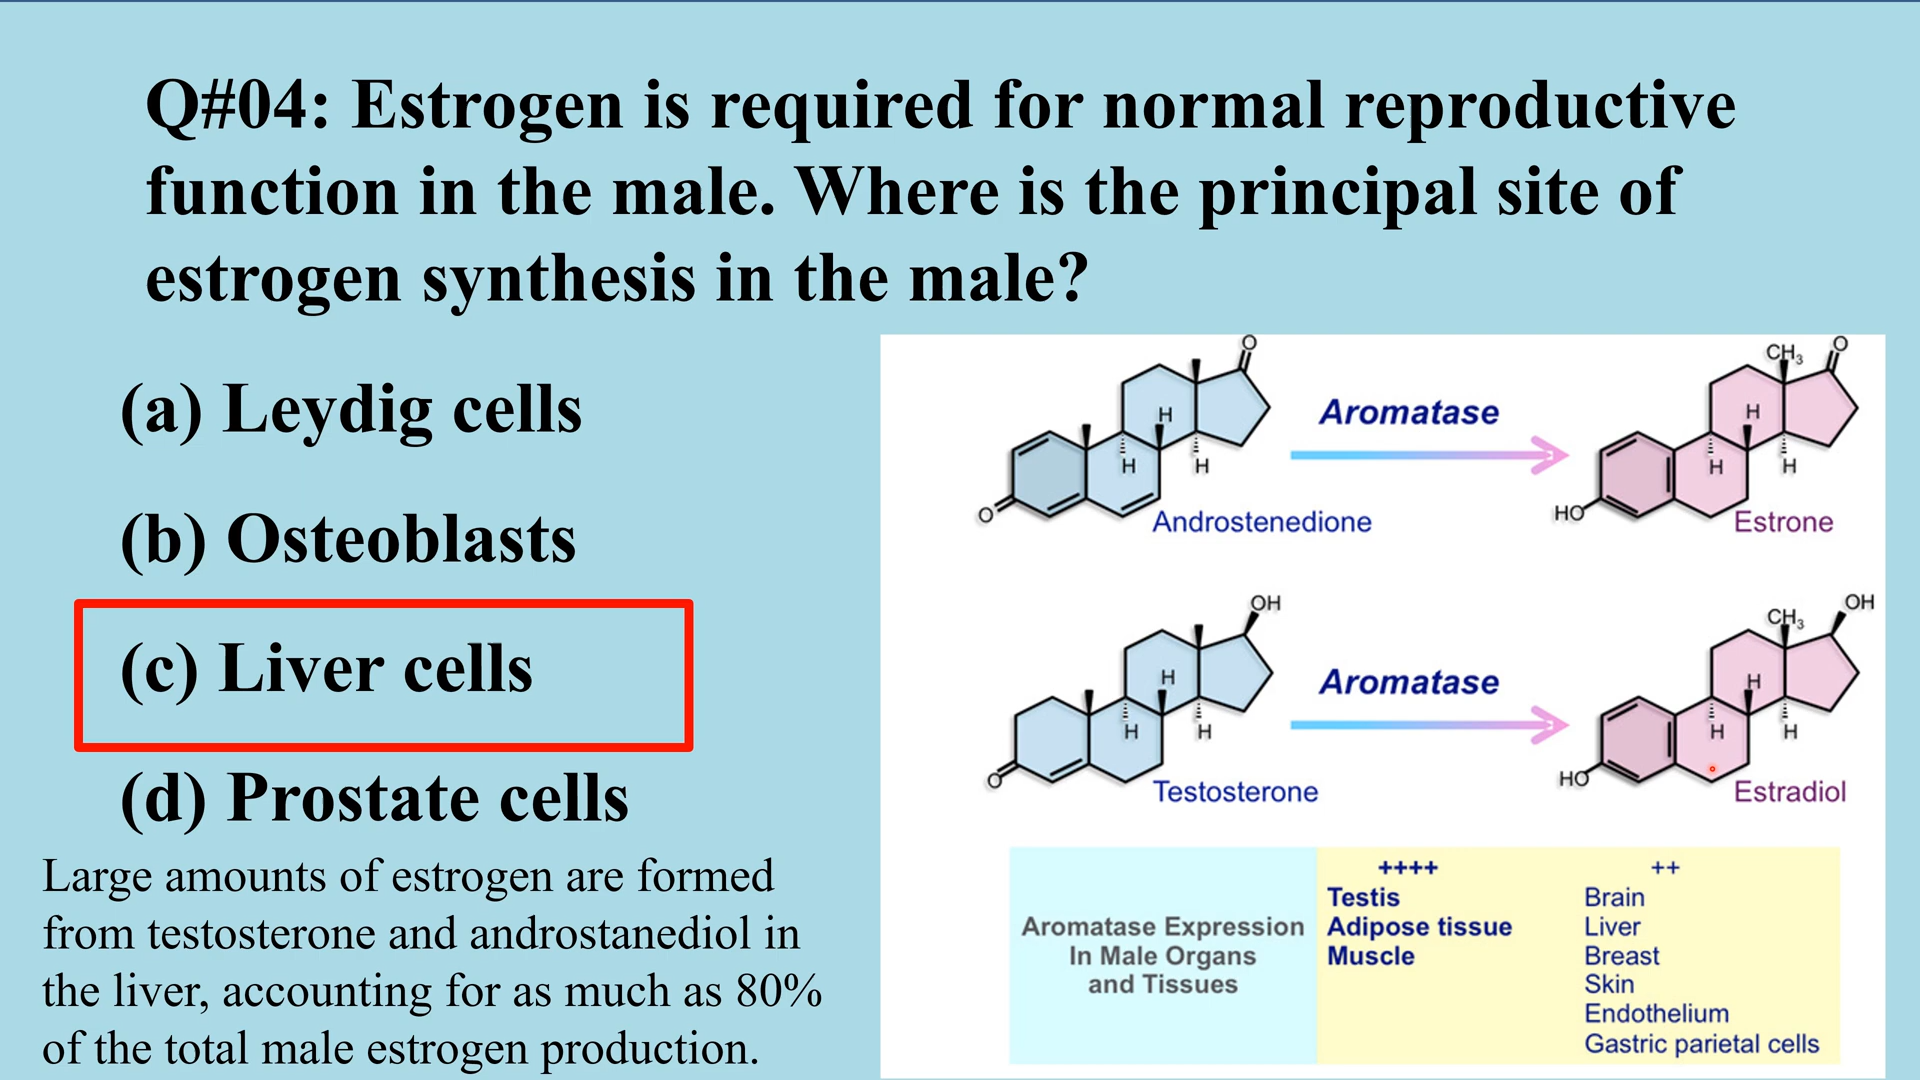 Q#04: Estrogen is required for normal reproductive
function in the male. Where is the principal site of
estrogen synthesis in the male?
(a) Leydig cells
(b) Osteoblasts
(c) Liver cells
(d) Prostate cells
Large amounts of estrogen are formed
from testosterone and androstanediol in
the liver, accounting for as much as 80%
of the total male estrogen production.
O
H
H
H
O
Androstenedione
Aromatase
CH3
O
H
H
H
HO
Estrone
OH
H
H
H
O
Testosterone
Aromatase
CH3
OH
H
H
H
HO
Estradiol
Aromatase Expression
In Male Organs
and Tissues
++++
Testis
Adipose tissue
Muscle
++
Brain
Liver
Breast
Skin
Endothelium
Gastric parietal cells